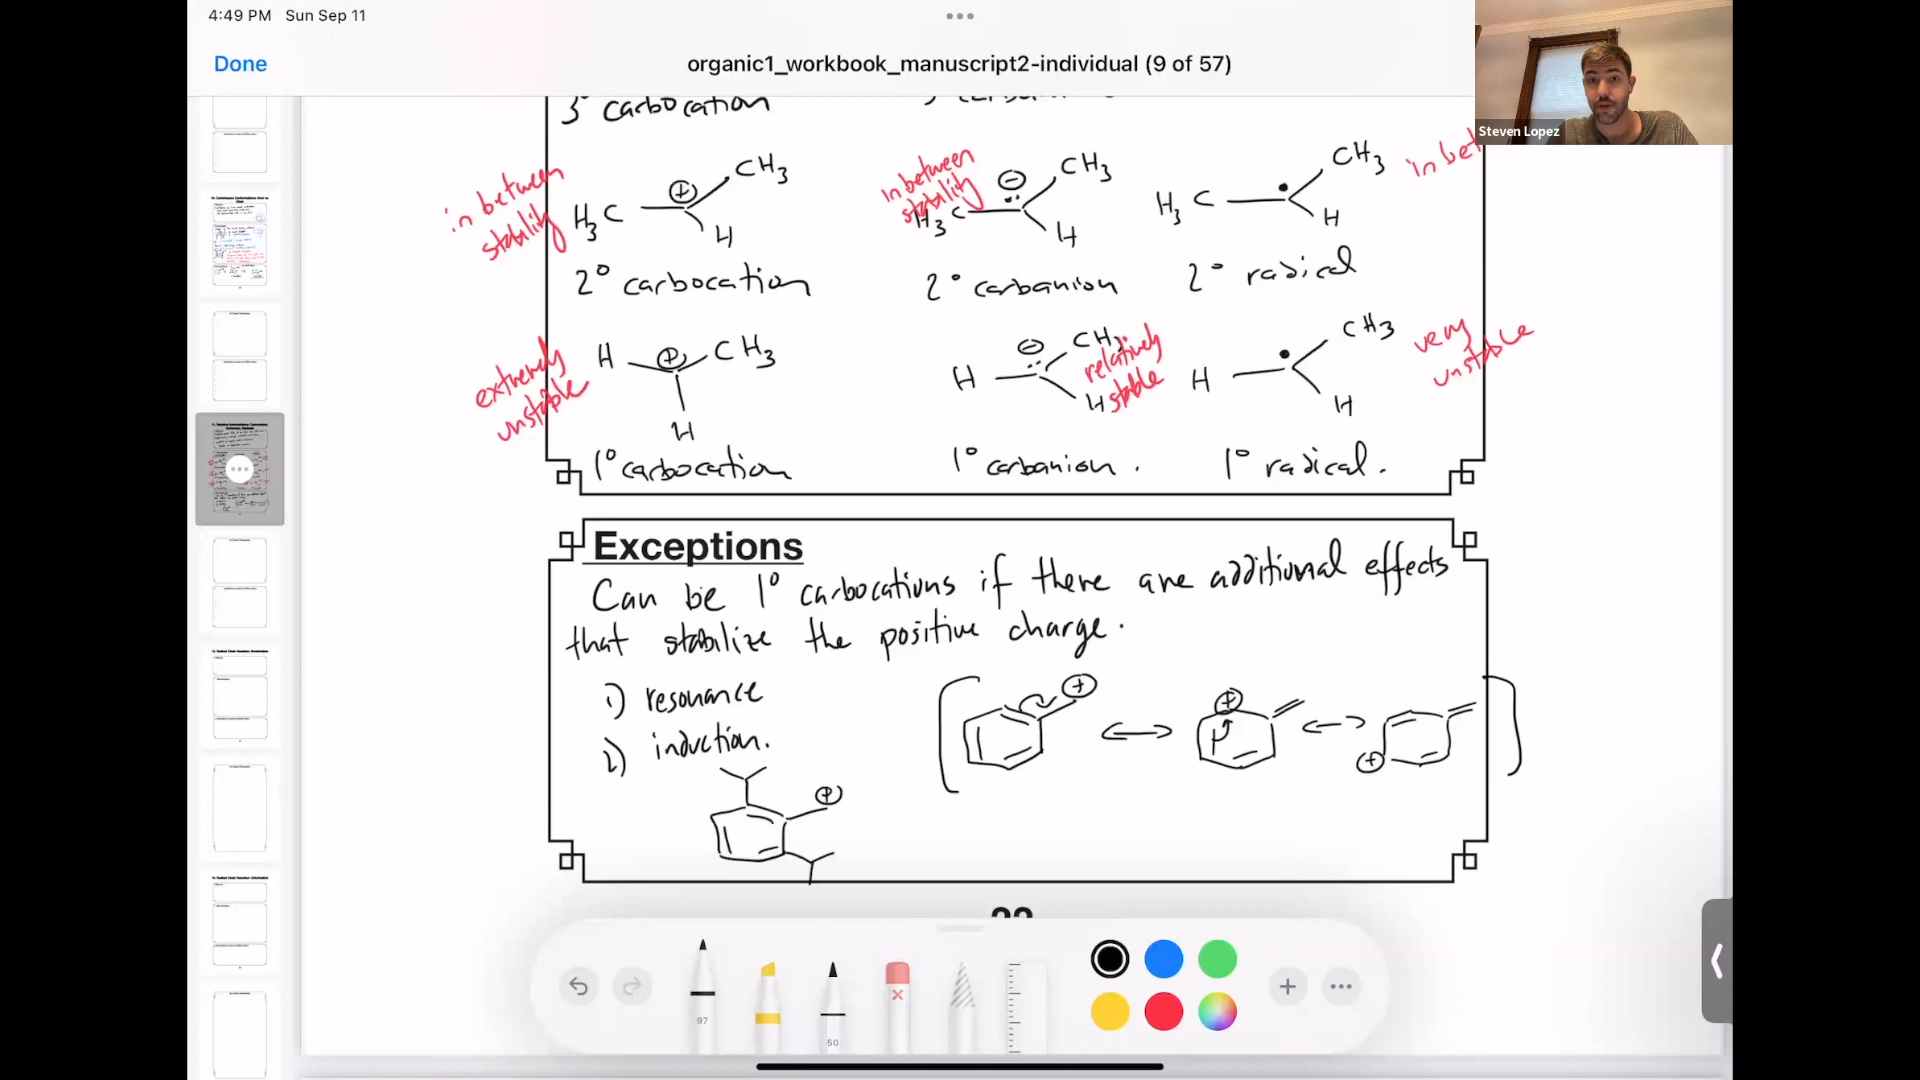 4:49 PM Sun Sep 11
Done
organic1_workbook_manuscript2-individual (9 of 57)
Steven Lopez
3° carbocation
in between stability
H3C
⊕
CH3
H
in between stability
H3C
⊖
CH3
H
H3C
CH3
H
2° carbocation
2° carbanion
2° radical
extremely unstable
H
⊕
CH3
H
H
⊖
CH3
H
relatively stable
H
CH3
H
very unstable
1° carbocation
1° carbanion.
1° radical.
Exceptions
Can be 1° carbocations if there are additional effects
that stabilize the positive charge.
1) resonance
2) induction.
⊕
⊕
⊕
⊕
97
50